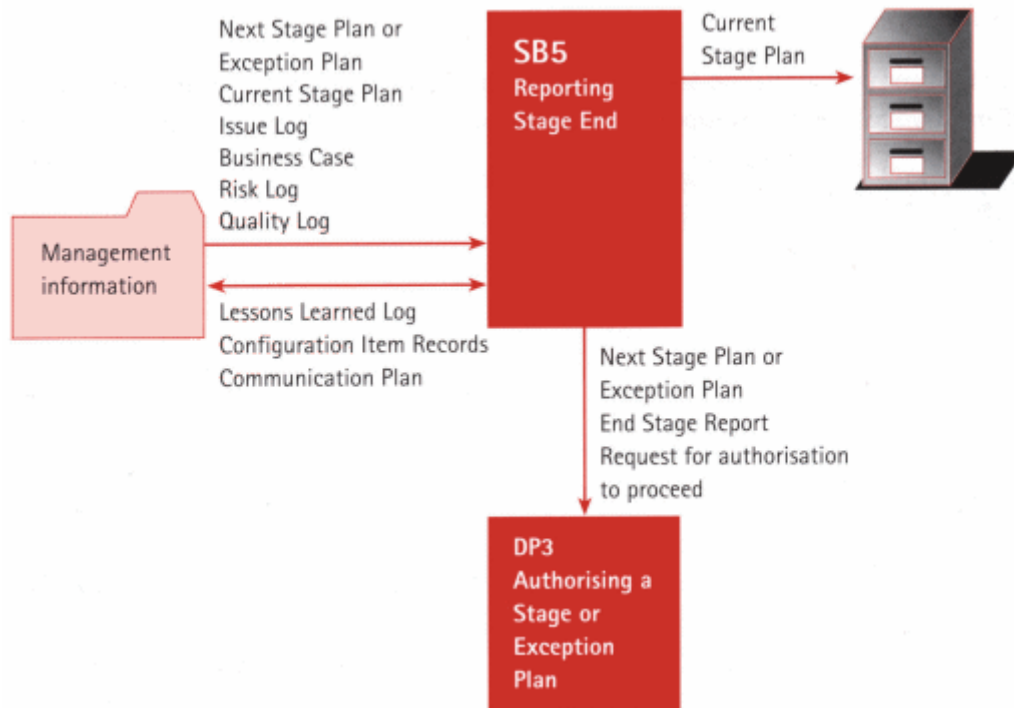 Next Stage Plan or
Exception Plan
Current Stage Plan
Issue Log
Business Case
Risk Log
Quality Log
Management
information
Lessons Learned Log
Configuration Item Records
Communication Plan
SB5
Reporting
Stage End
Current
Stage Plan
Next Stage Plan or
Exception Plan
End Stage Report
Request for authorisation
to proceed
DP3
Authorising a
Stage or
Exception
Plan